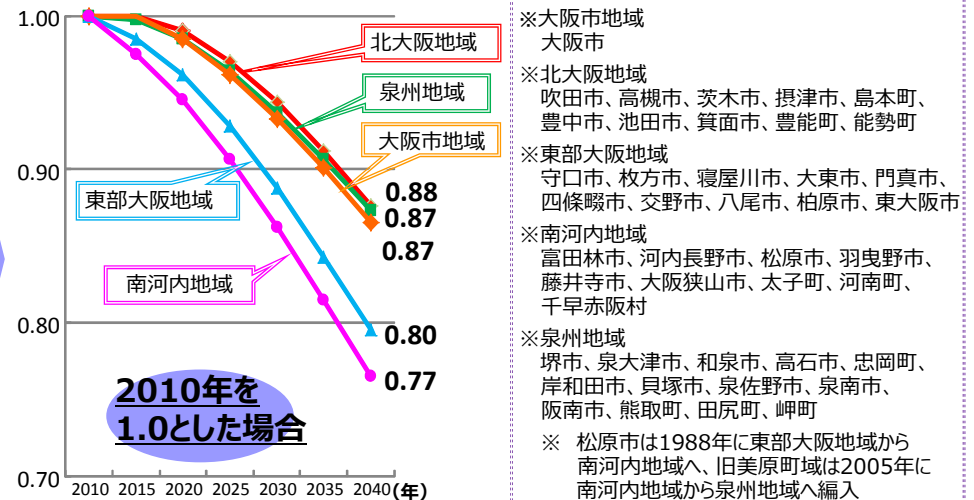 1.00
0.90
0.80
0.70
北大阪地域
泉州地域
大阪市地域
東部大阪地域
南河内地域
0.88
0.87
0.87
0.80
0.77
2010年を
1.0とした場合
2010 2015 2020 2025 2030 2035 2040(年)
※大阪市地域
大阪市
※北大阪地域
吹田市、高槻市、茨木市、摂津市、島本町、
豊中市、池田市、箕面市、豊能町、能勢町
※東部大阪地域
守口市、枚方市、寝屋川市、大東市、門真市、
四條畷市、交野市、八尾市、柏原市、東大阪市
※南河内地域
富田林市、河内長野市、松原市、羽曳野市、
藤井寺市、大阪狭山市、太子町、河南町、
千早赤阪村
※泉州地域
堺市、泉大津市、和泉市、高石市、忠岡町、
岸和田市、貝塚市、泉佐野市、泉南市、
阪南市、熊取町、田尻町、岬町
※ 松原市は1988年に東部大阪地域から
南河内地域へ、旧美原町域は2005年に
南河内地域から泉州地域へ編入